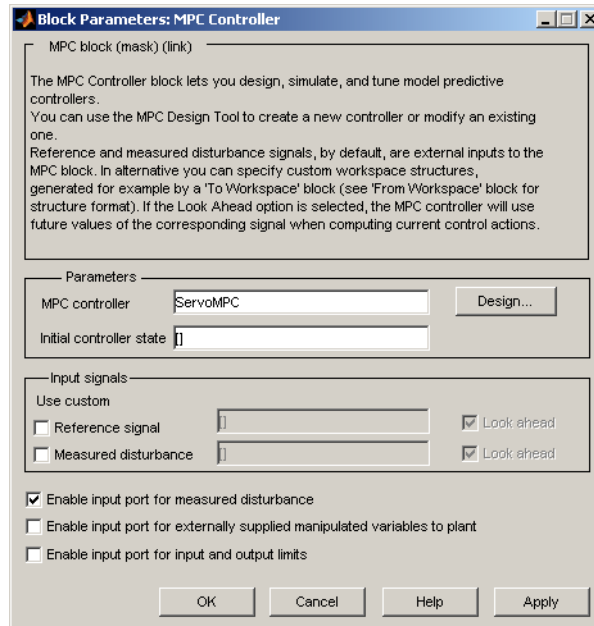 Block Parameters: MPC Controller
MPC block (mask) (link)
The MPC Controller block lets you design, simulate, and tune model predictive
controllers.
You can use the MPC Design Tool to create a new controller or modify an existing
one.
Reference and measured disturbance signals, by default, are external inputs to the
MPC block. In alternative you can specify custom workspace structures,
generated for example by a 'To Workspace' block (see 'From Workspace' block for
structure format). If the Look Ahead option is selected, the MPC controller will use
future values of the corresponding signal when computing current control actions.
Parameters
MPC controller ServoMPC Design...
Initial controller state []
Input signals
Use custom
Reference signal [] Look ahead
Measured disturbance [] Look ahead
Enable input port for measured disturbance
Enable input port for externally supplied manipulated variables to plant
Enable input port for input and output limits
OK Cancel Help Apply